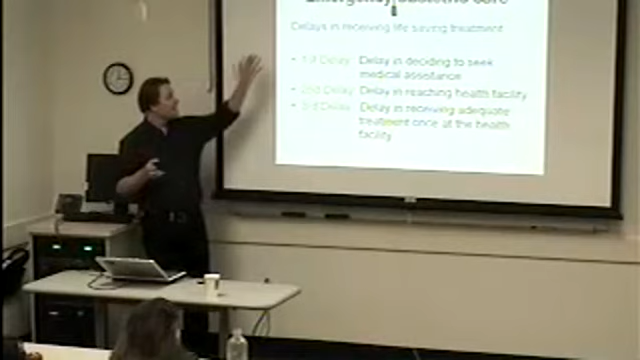 Emergency obstetric care
Delays in receiving life saving treatment
• 1st Delay: Delay in deciding to seek
medical assistance
• 2nd Delay: Delay in reaching health facility
• 3rd Delay: Delay in receiving adequate
treatment once at the health
facility